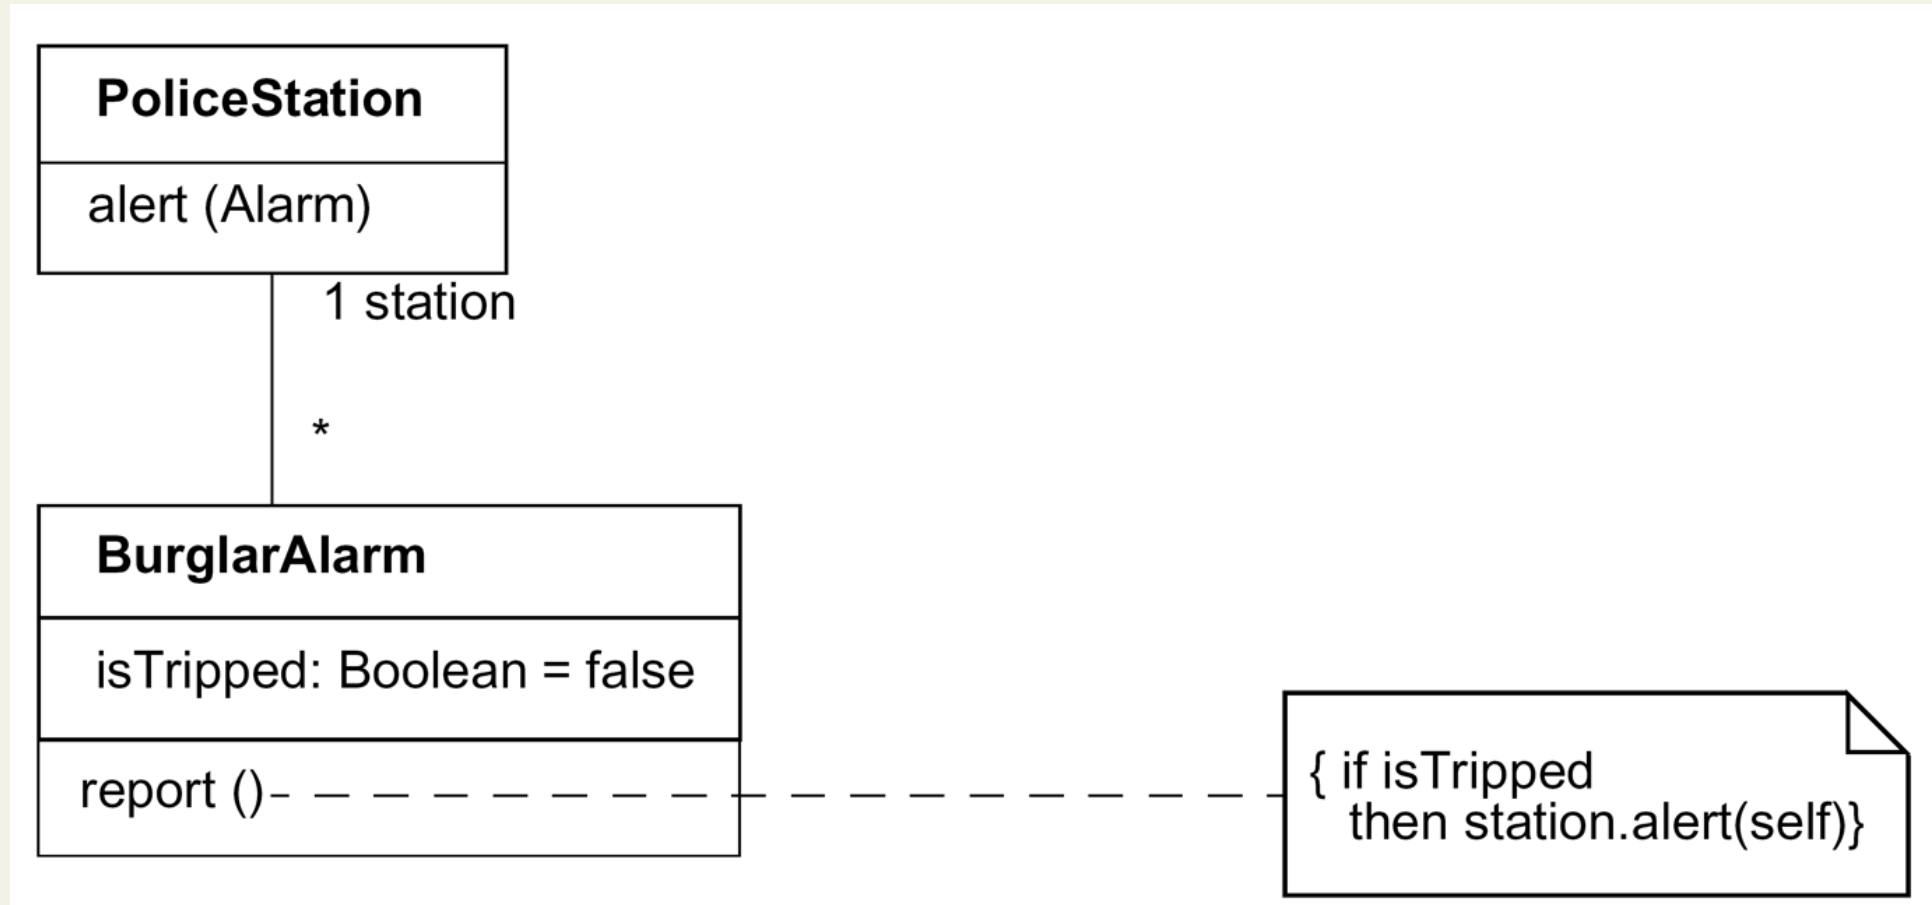 PoliceStation
alert (Alarm)
1 station
*
BurglarAlarm
isTripped: Boolean = false
report ()
{ if isTripped
then station.alert(self)}